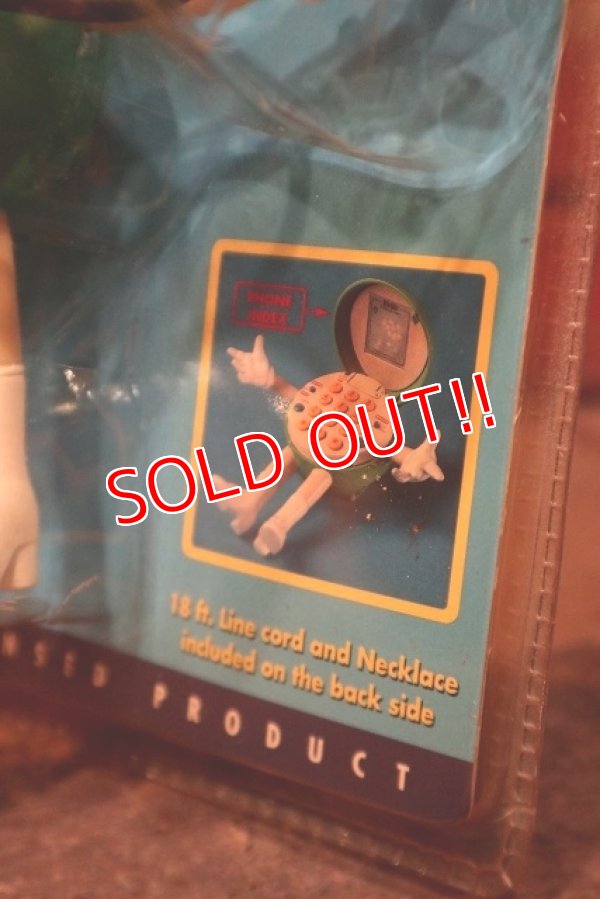 PHONE
INDEX
SOLD OUT!!
18 ft. Line cord and Necklace
included on the back side
PRODUCT